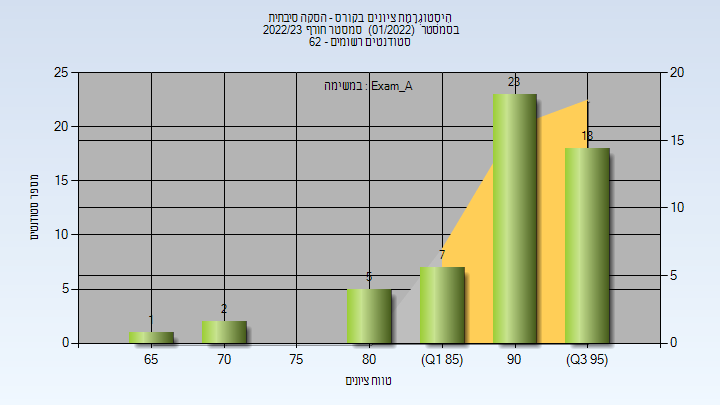 הִיסְטוֹגְרָמַת ציונים בקורס - הסקה סיבתית
בסמסטר (01/2022) סמסטר חורף 2022/23
סטודנטים רשומים - 62
במשימה : Exam_A
מספר סטודנטים
25
20
15
10
5
0
20
15
10
5
0
1
2
5
7
23
18
65
70
75
80
(Q1 85)
90
(Q3 95)
טווח ציונים